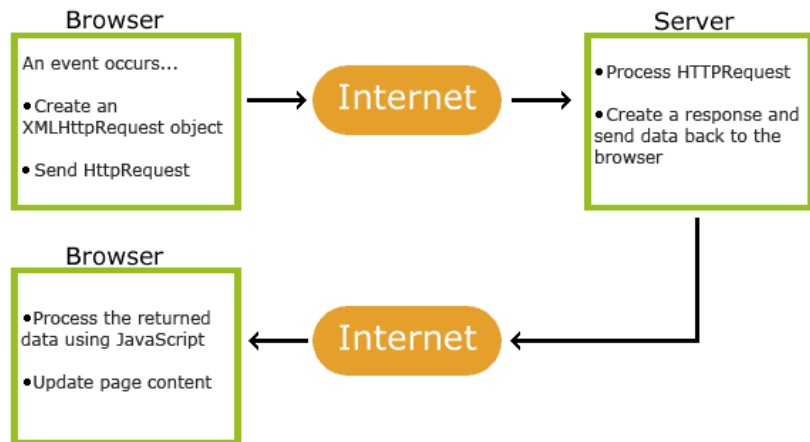 Browser
An event occurs...
•Create an
XMLHttpRequest object
•Send HttpRequest
Internet
Server
•Process HTTPRequest
•Create a response and
send data back to the
browser
Browser
•Process the returned
data using JavaScript
•Update page content
Internet